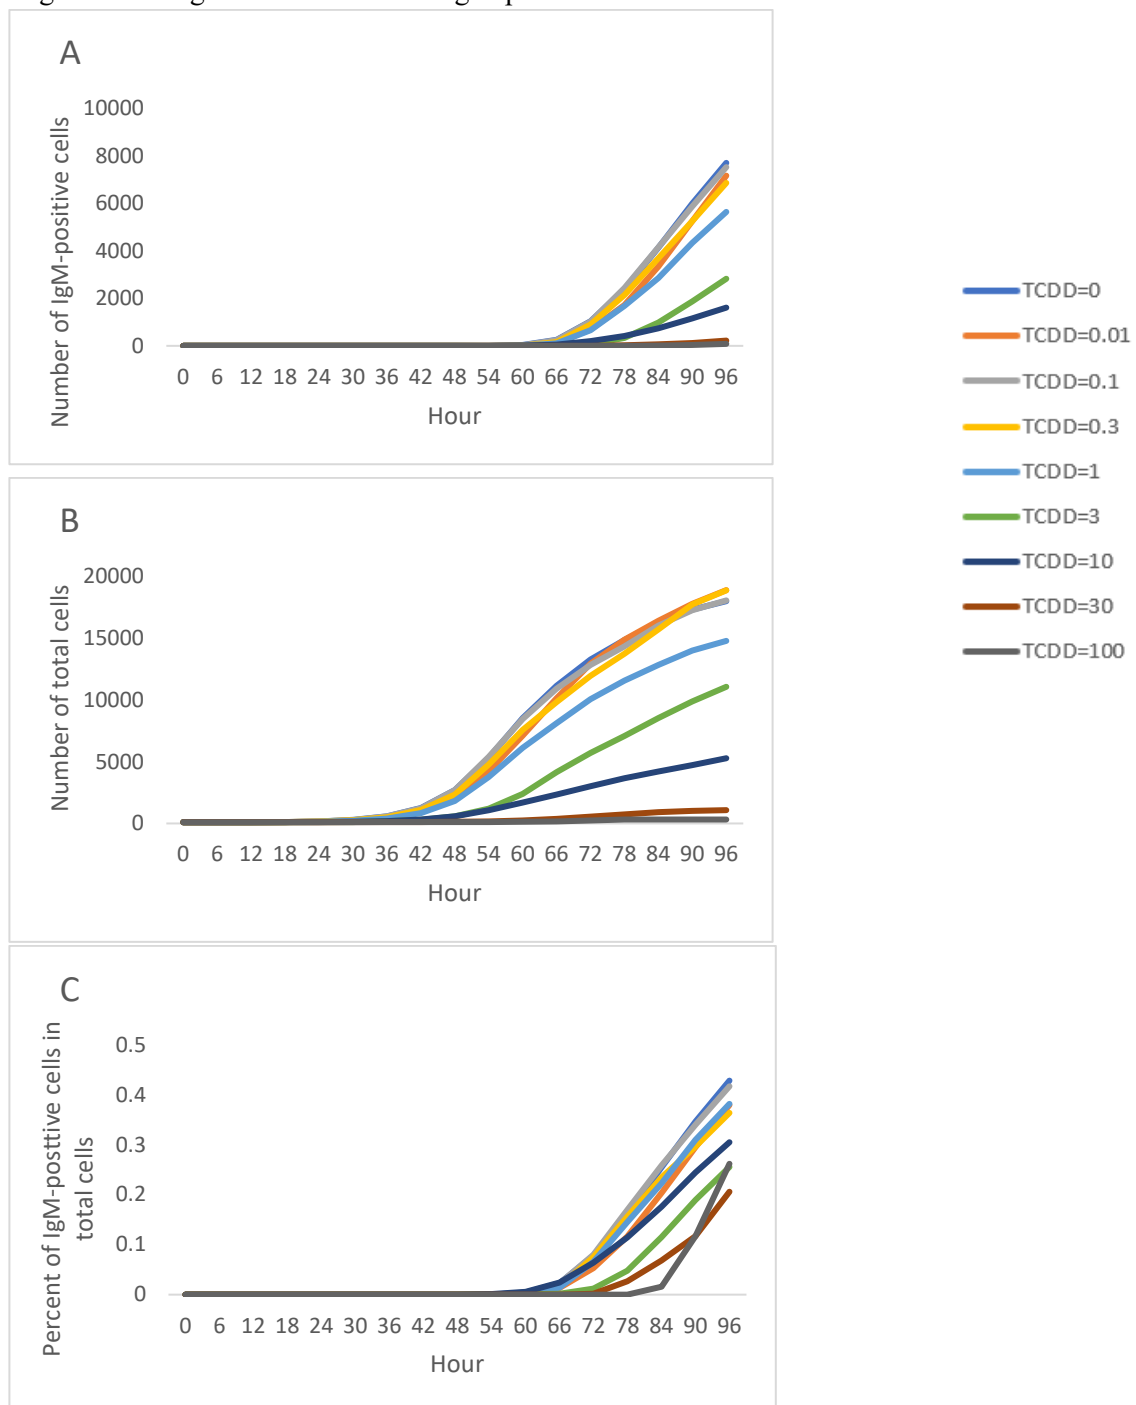 A
Number of IgM-positive cells
10000
8000
6000
4000
2000
0
0 6 12 18 24 30 36 42 48 54 60 66 72 78 84 90 96
Hour
TCDD=0
TCDD=0.01
TCDD=0.1
TCDD=0.3
TCDD=1
TCDD=3
TCDD=10
TCDD=30
TCDD=100
B
Number of total cells
20000
15000
10000
5000
0
0 6 12 18 24 30 36 42 48 54 60 66 72 78 84 90 96
Hour
C
Percent of IgM-posttive cells in
total cells
0.5
0.4
0.3
0.2
0.1
0
0 6 12 18 24 30 36 42 48 54 60 66 72 78 84 90 96
Hour